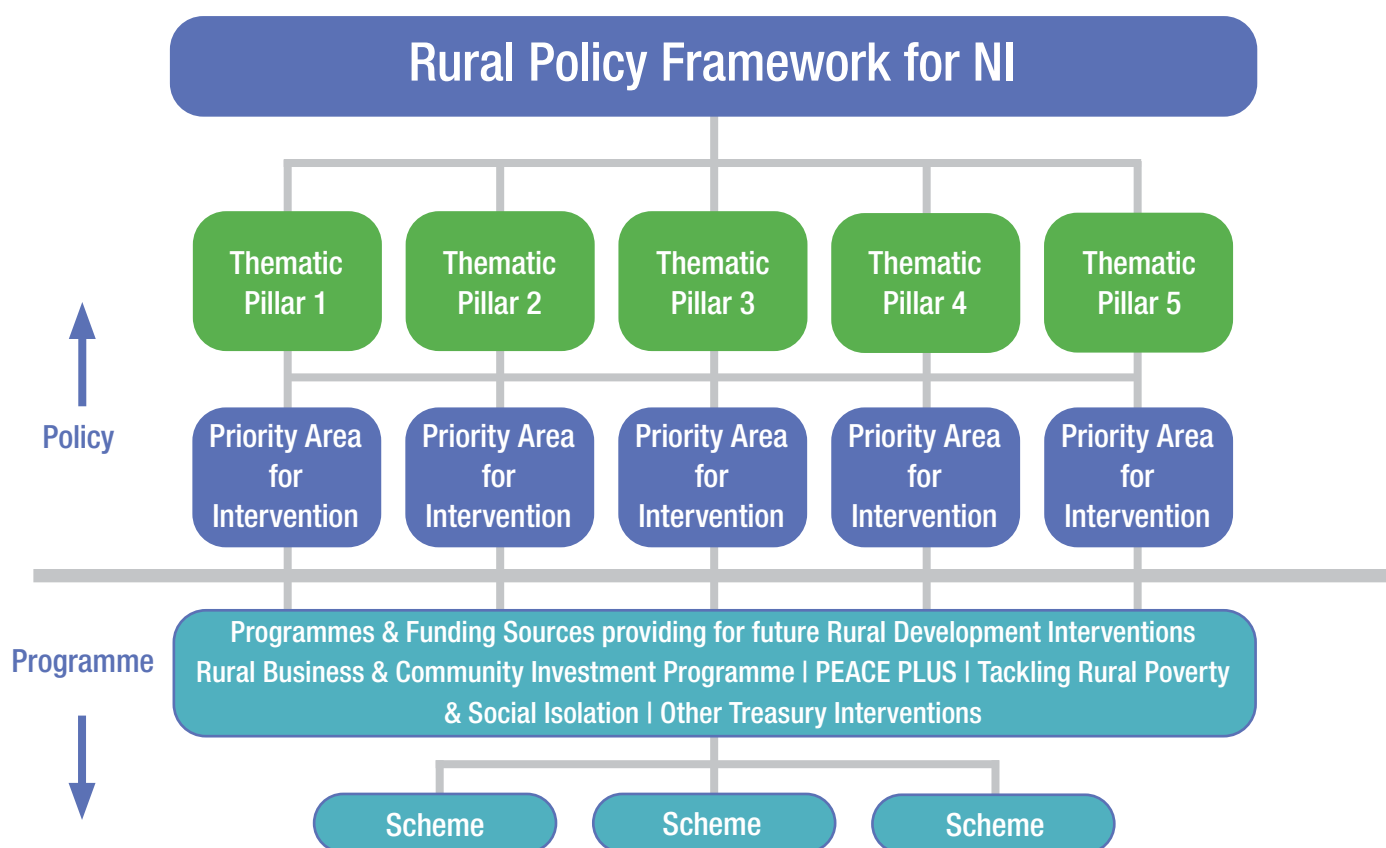 Rural Policy Framework for NI
Thematic
Pillar 1
Thematic
Pillar 2
Thematic
Pillar 3
Thematic
Pillar 4
Thematic
Pillar 5
Policy
Priority Area
for
Intervention
Priority Area
for
Intervention
Priority Area
for
Intervention
Priority Area
for
Intervention
Priority Area
for
Intervention
Programme
Programmes & Funding Sources providing for future Rural Development Interventions
Rural Business & Community Investment Programme | PEACE PLUS | Tackling Rural Poverty
& Social Isolation | Other Treasury Interventions
Scheme
Scheme
Scheme